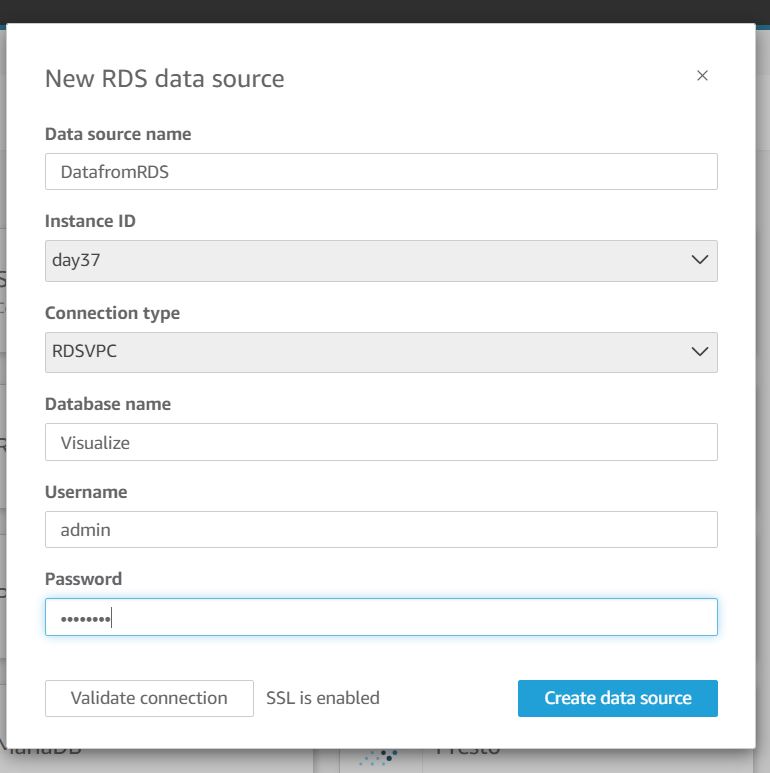 New RDS data source
Data source name
DatafromRDS
Instance ID
day37
Connection type
RDSVPC
Database name
Visualize
Username
admin
Password
••••••••
Validate connection SSL is enabled Create data source